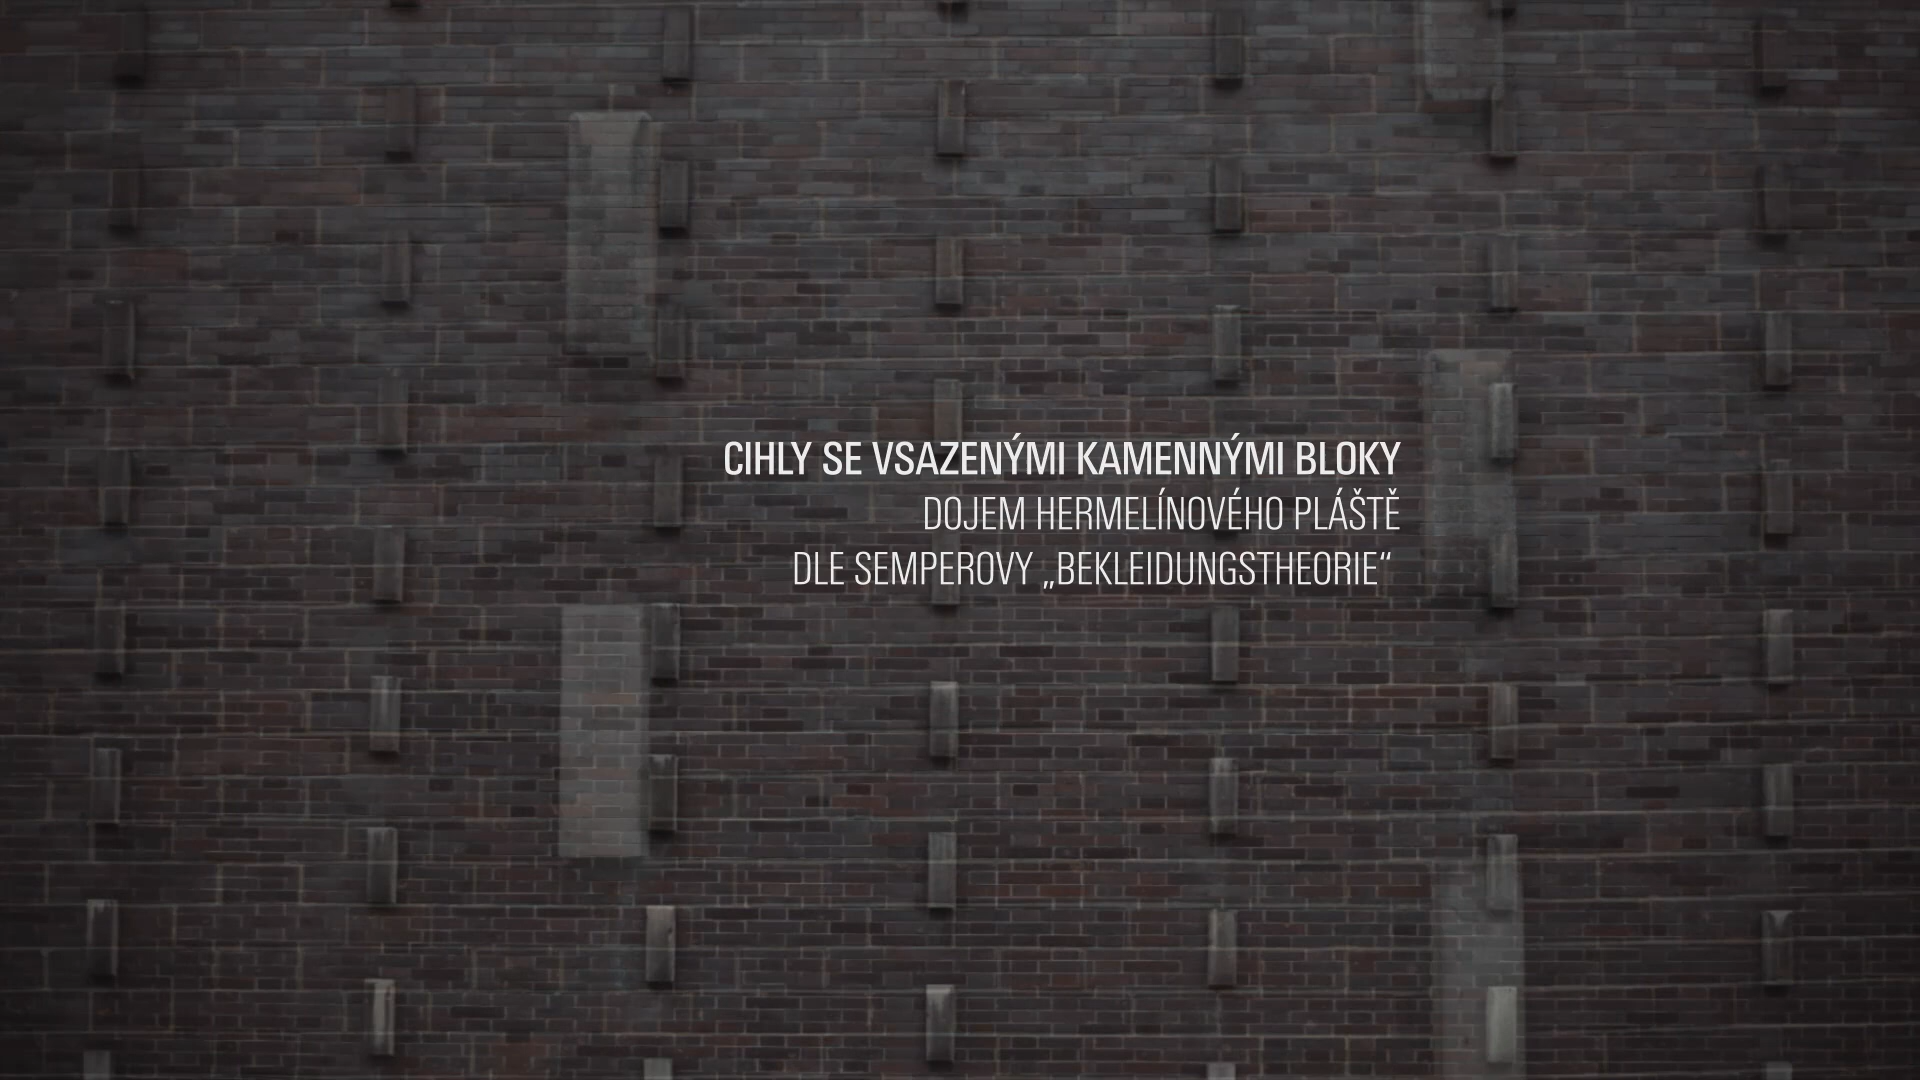 CIHLY SE VSAZENÝMI KAMENNÝMI BLOKY
DOJEM HERMELÍNOVÉHO PLÁŠTĚ
DLE SEMPEROVY „BEKLEIDUNGSTHEORIE“